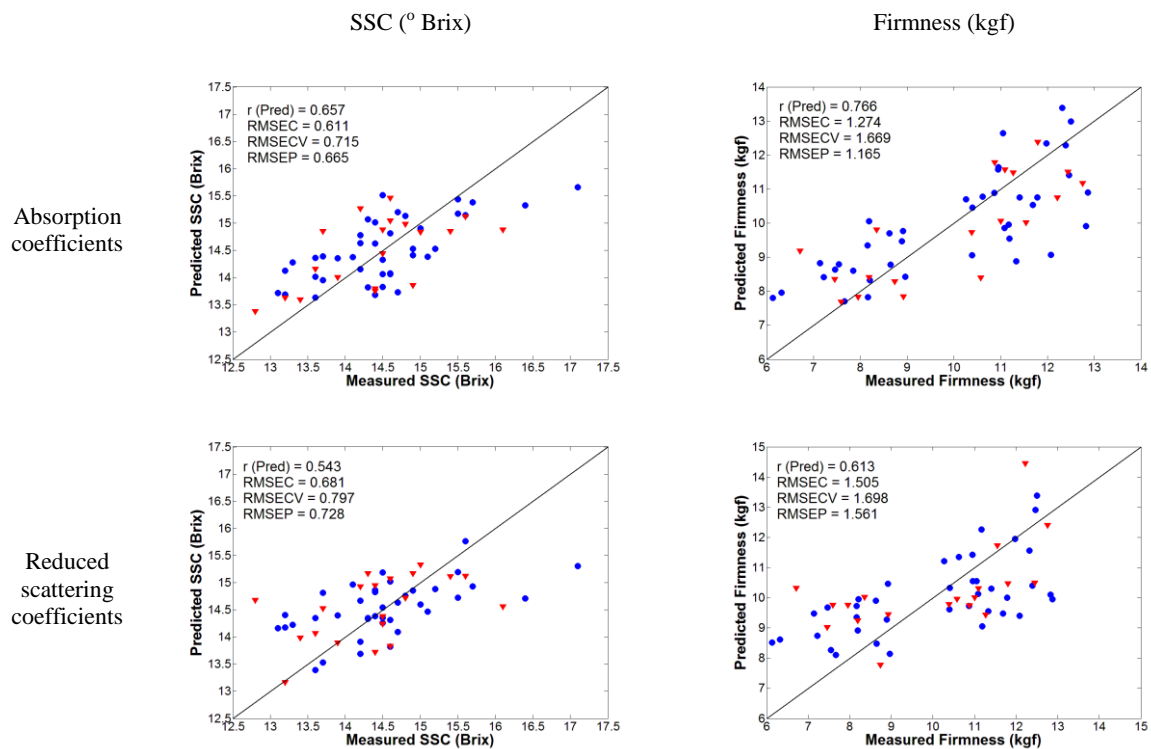 SSC (° Brix)
Firmness (kgf)
Absorption
coefficients
17.5
17
16.5
16
15.5
15
14.5
14
13.5
13
12.5
Predicted SSC (Brix)
r (Pred) = 0.657
RMSEC = 0.611
RMSECV = 0.715
RMSEP = 0.665
12.5 13 13.5 14 14.5 15 15.5 16 16.5 17 17.5
Measured SSC (Brix)
14
13
12
11
10
9
8
7
6
Predicted Firmness (kgf)
r (Pred) = 0.766
RMSEC = 1.274
RMSECV = 1.669
RMSEP = 1.165
6 7 8 9 10 11 12 13 14
Measured Firmness (kgf)
Reduced
scattering
coefficients
17.5
17
16.5
16
15.5
15
14.5
14
13.5
13
12.5
Predicted SSC (Brix)
r (Pred) = 0.543
RMSEC = 0.681
RMSECV = 0.797
RMSEP = 0.728
12.5 13 13.5 14 14.5 15 15.5 16 16.5 17 17.5
Measured SSC (Brix)
15
14
13
12
11
10
9
8
7
6
Predicted Firmness (kgf)
r (Pred) = 0.613
RMSEC = 1.505
RMSECV = 1.698
RMSEP = 1.561
6 7 8 9 10 11 12 13 14 15
Measured Firmness (kgf)